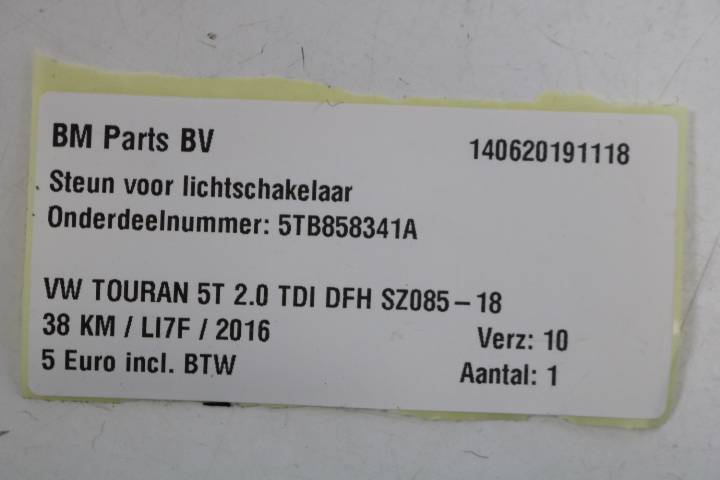 BM Parts BV 140620191118
Steun voor lichtschakelaar
Onderdeelnummer: 5TB858341A
VW TOURAN 5T 2.0 TDI DFH SZ085-18
38 KM / LI7F / 2016 Verz: 10
5 Euro incl. BTW Aantal: 1